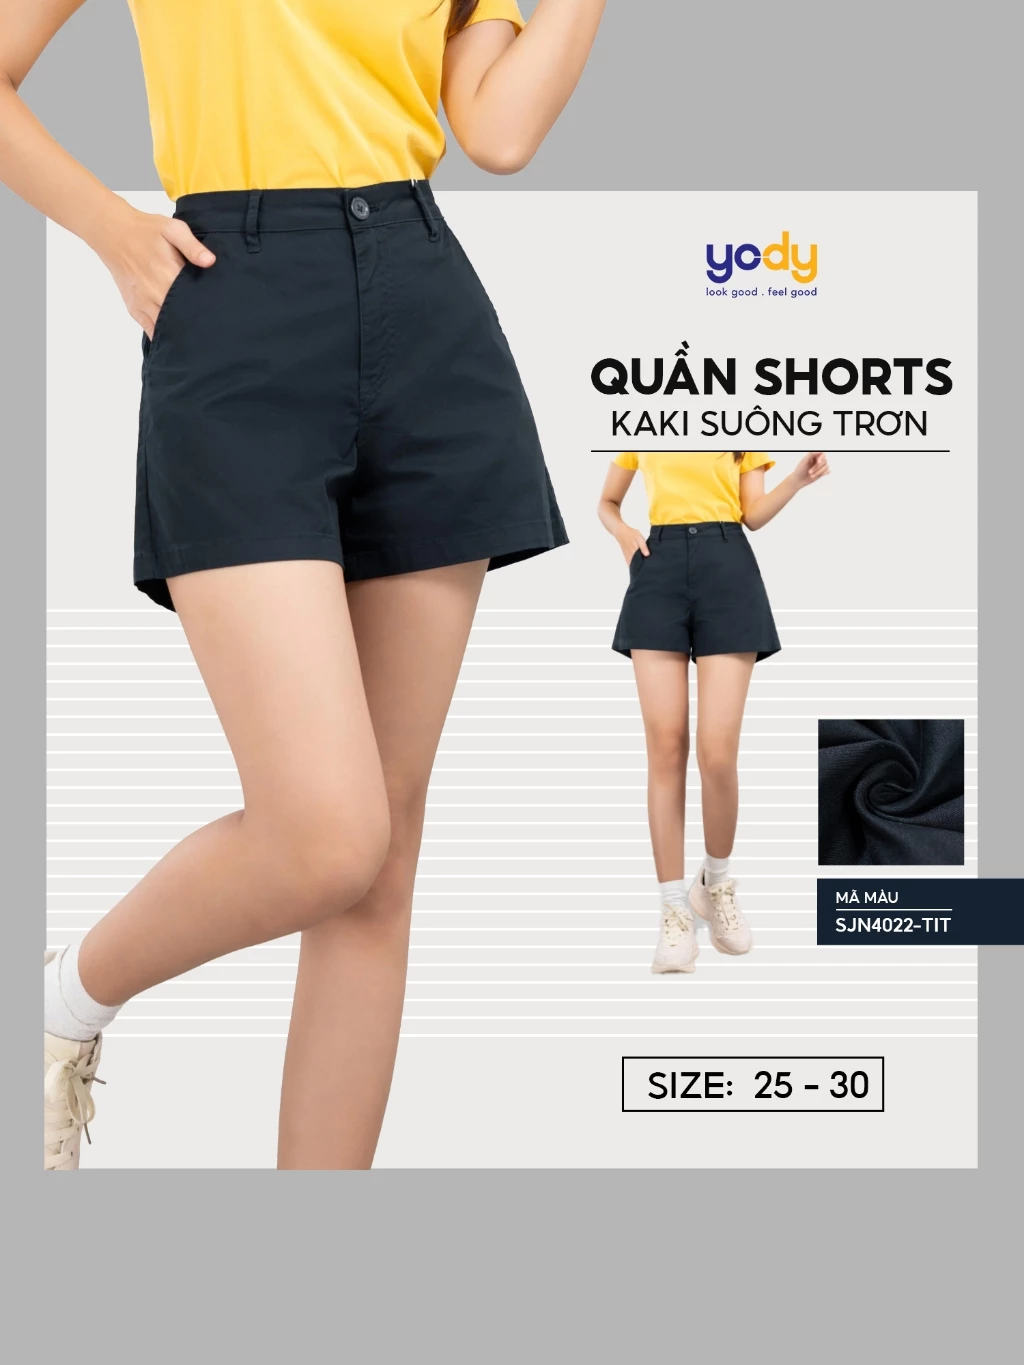 yody
look good . feel good
QUẦN SHORTS
KAKI SUÔNG TRƠN
MÃ MÀU
SJN4022-TIT
SIZE: 25 - 30